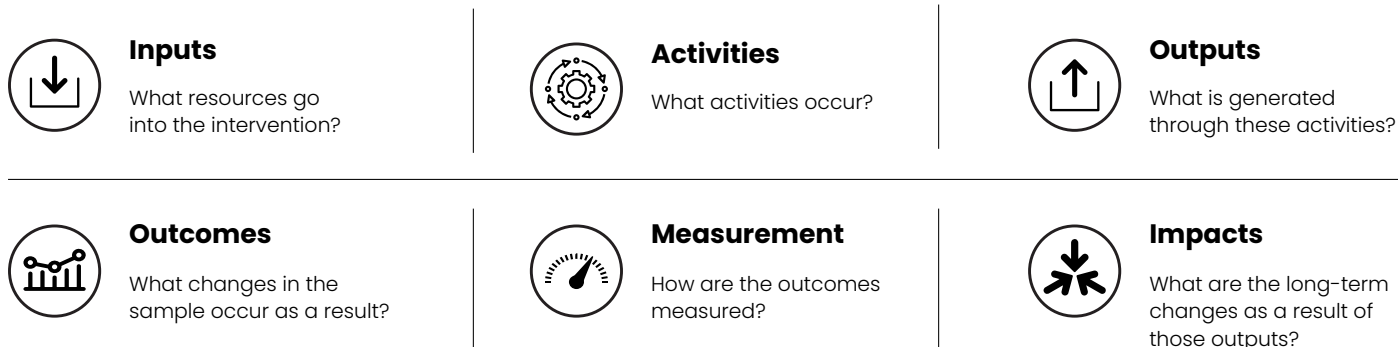 Inputs
What resources go
into the intervention?
Activities
What activities occur?
Outputs
What is generated
through these activities?
Outcomes
What changes in the
sample occur as a result?
Measurement
How are the outcomes
measured?
Impacts
What are the long-term
changes as a result of
those outputs?